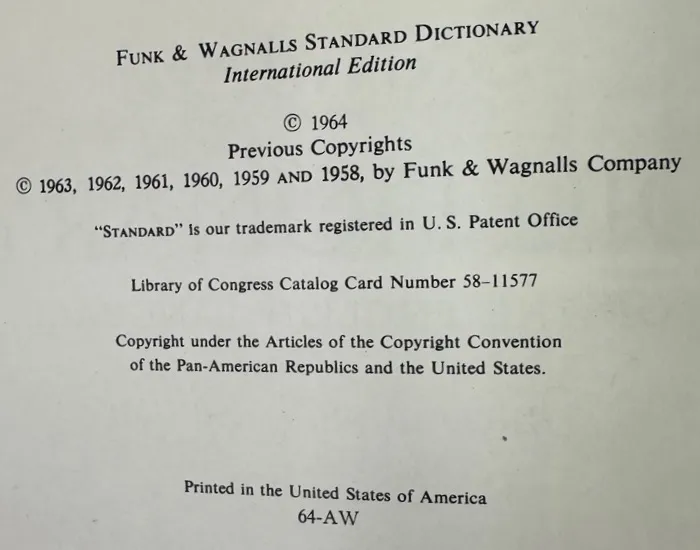 FUNK & WAGNALLS STANDARD DICTIONARY
International Edition
© 1964
Previous Copyrights
© 1963, 1962, 1961, 1960, 1959 AND 1958, by Funk & Wagnalls Company
"STANDARD" is our trademark registered in U. S. Patent Office
Library of Congress Catalog Card Number 58-11577
Copyright under the Articles of the Copyright Convention
of the Pan-American Republics and the United States.
Printed in the United States of America
64-AW